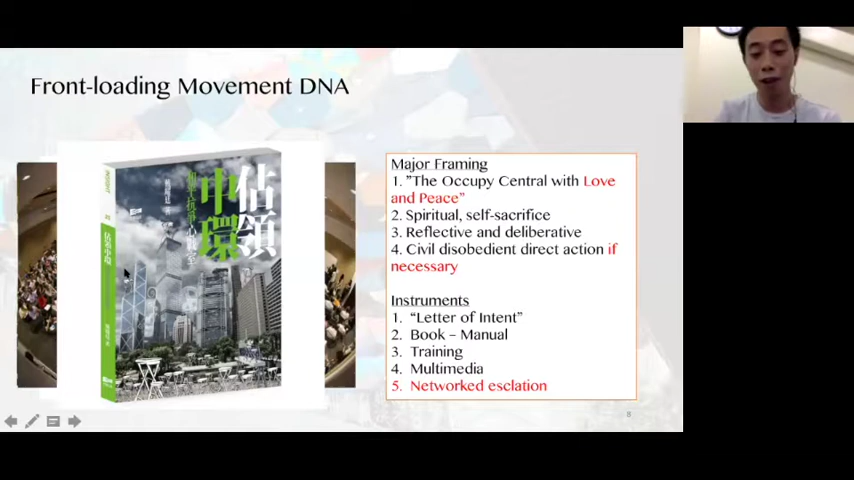 Front-loading Movement DNA
佔領
中環
Major Framing
1. ”The Occupy Central with Love
and Peace”
2. Spiritual, self-sacrifice
3. Reflective and deliberative
4. Civil disobedient direct action if
necessary
Instruments
1. “Letter of Intent”
2. Book – Manual
3. Training
4. Multimedia
5. Networked esclation
8